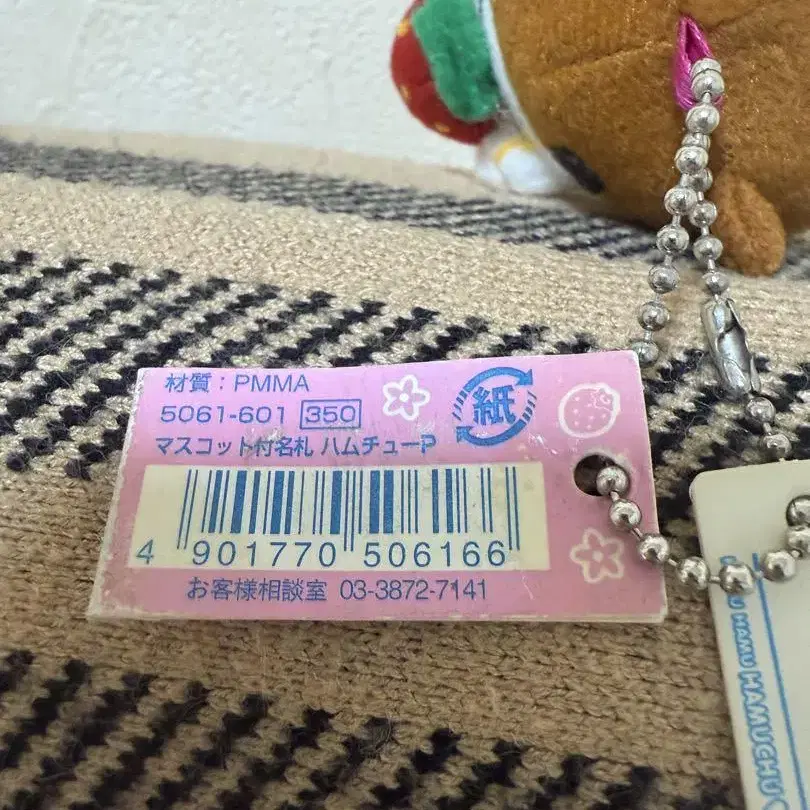 材質：PMMA
5061-601 350
紙
マスコット付名札 ハムチューP
4 901770 506166
お客様相談室 03-3872-7141
HAMU HAMUCHU